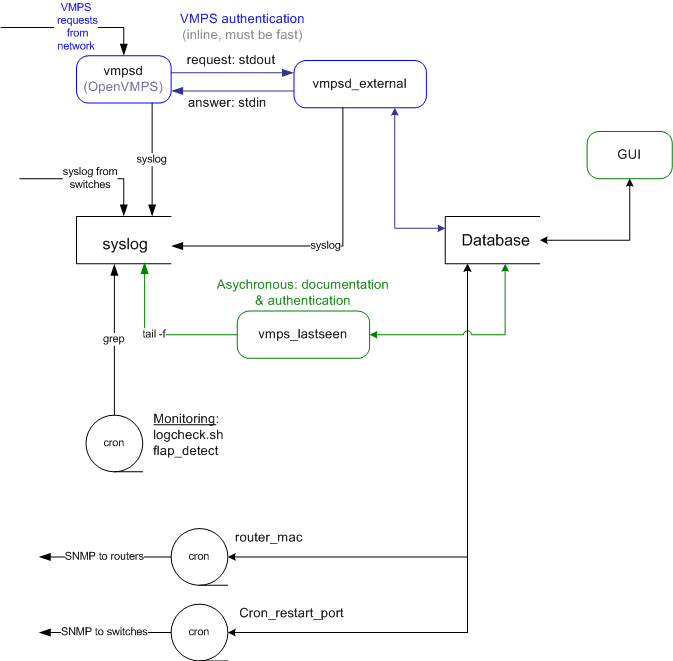 VMPS
requests
from
network
VMPS authentication
(inline, must be fast)
request: stdout
vmpsd
(OpenVMPS)
vmpsd_external
answer: stdin
syslog
GUI
syslog from
switches
syslog
syslog
Database
Asychronous: documentation
& authentication
tail -f
vmps_lastseen
grep
Monitoring:
logcheck.sh
flap_detect
cron
router_mac
SNMP to routers
cron
Cron_restart_port
SNMP to switches
cron